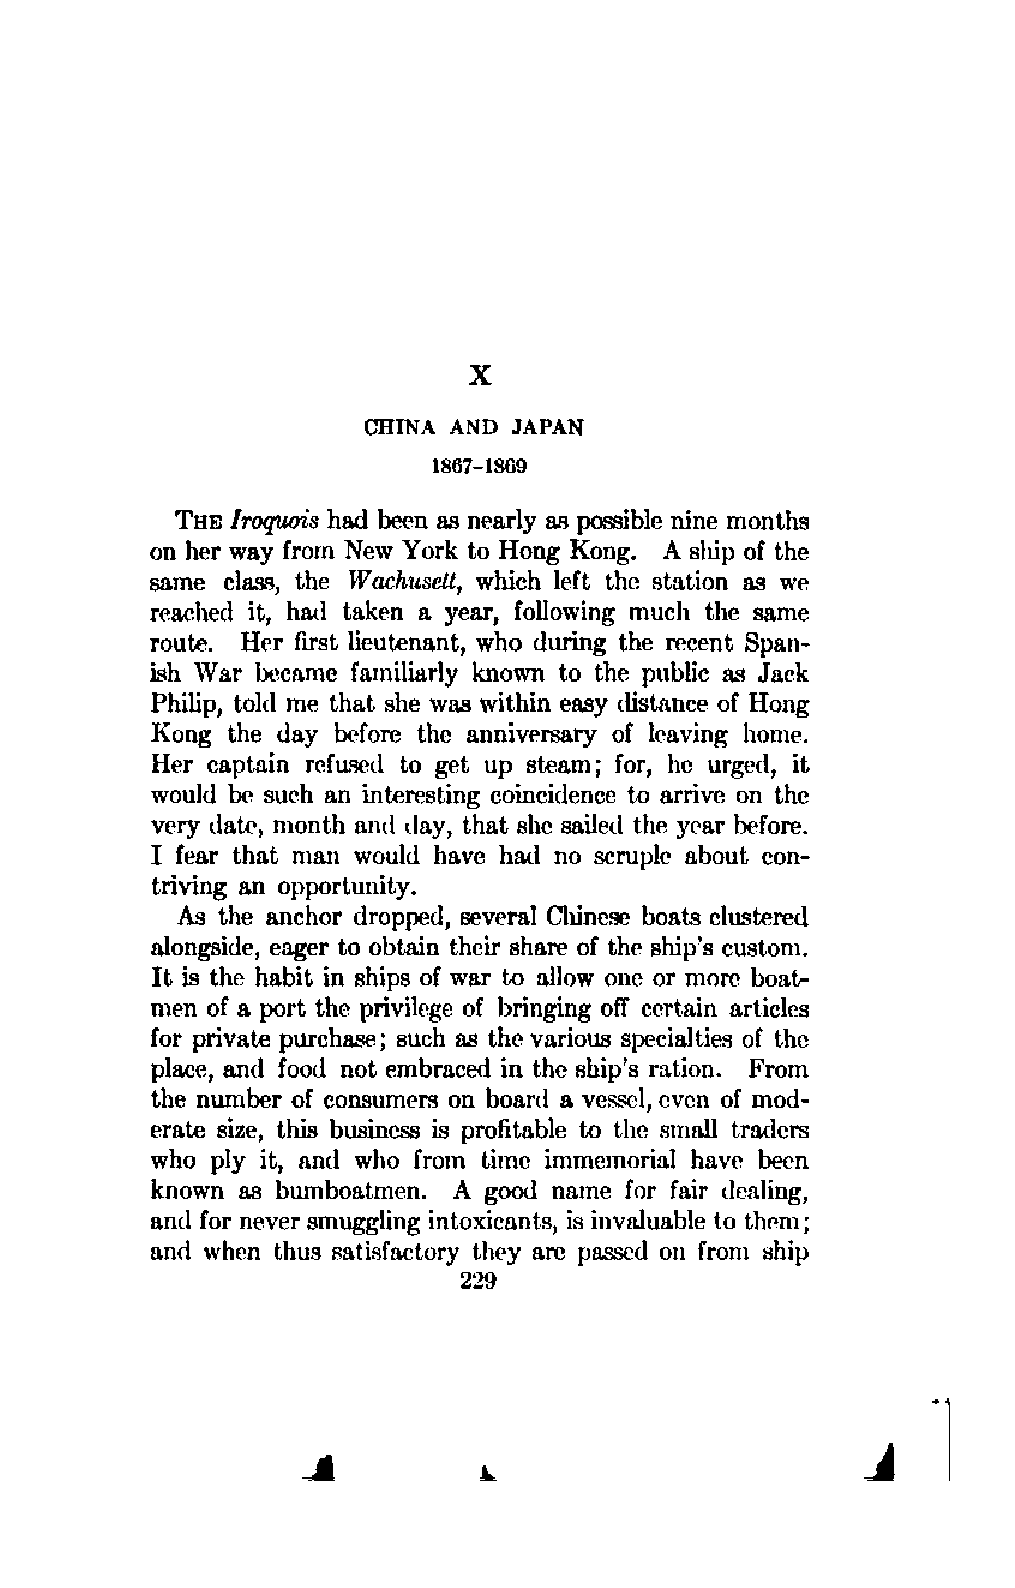 X
CHINA AND JAPAN
1867-1869
THE Iroquois had been as nearly as possible nine months
on her way from New York to Hong Kong. A ship of the
same class, the Wachusett, which left the station as we
reached it, had taken a year, following much the same
route. Her first lieutenant, who during the recent Span-
ish War became familiarly known to the public as Jack
Philip, told me that she was within easy distance of Hong
Kong the day before the anniversary of leaving home.
Her captain refused to get up steam; for, he urged, it
would be such an interesting coincidence to arrive on the
very date, month and day, that she sailed the year before.
I fear that man would have had no scruple about con-
triving an opportunity.
As the anchor dropped, several Chinese boats clustered
alongside, eager to obtain their share of the ship's custom.
It is the habit in ships of war to allow one or more boat-
men of a port the privilege of bringing off certain articles
for private purchase; such as the various specialties of the
place, and food not embraced in the ship's ration. From
the number of consumers on board a vessel, even of mod-
erate size, this business is profitable to the small traders
who ply it, and who from time immemorial have been
known as bumboatmen. A good name for fair dealing,
and for never smuggling intoxicants, is invaluable to them;
and when thus satisfactory they are passed on from ship
229